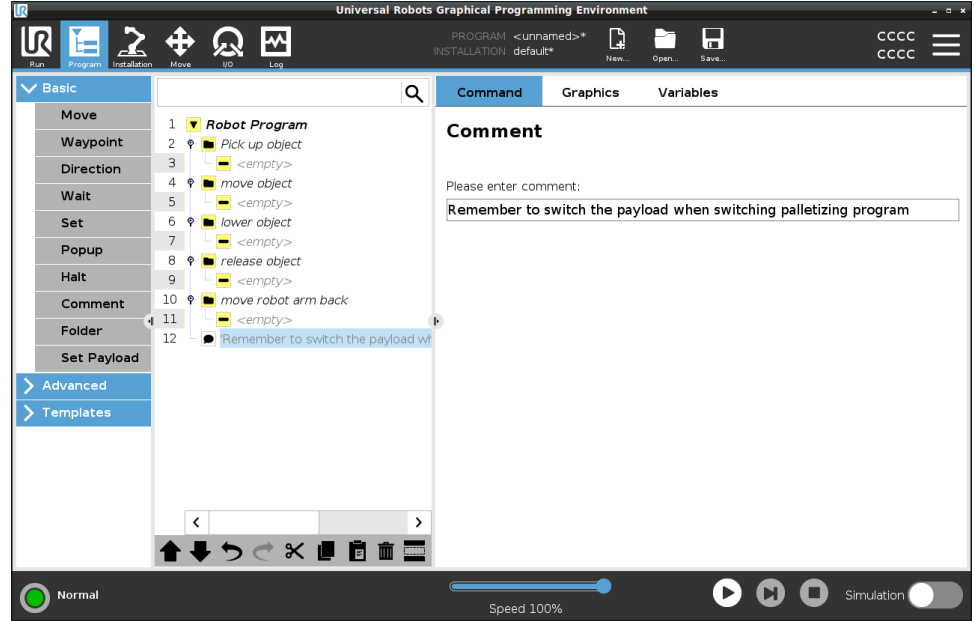 UR
Universal Robots Graphical Programming Environment
Run
Program
Installation
Move
I/O
Log
PROGRAM <unnamed>*
INSTALLATION default*
New...
Open...
Save...
CCCC
CCCC
Basic
Move
Waypoint
Direction
Wait
Set
Popup
Halt
Comment
Folder
Set Payload
Advanced
Templates
1 Robot Program
2 Pick up object
3 <empty>
4 move object
5 <empty>
6 lower object
7 <empty>
8 release object
9 <empty>
10 move robot arm back
11 <empty>
12 'Remember to switch the payload wh
Command
Graphics
Variables
Comment
Please enter comment:
Remember to switch the payload when switching palletizing program
Normal
Speed 100%
Simulation